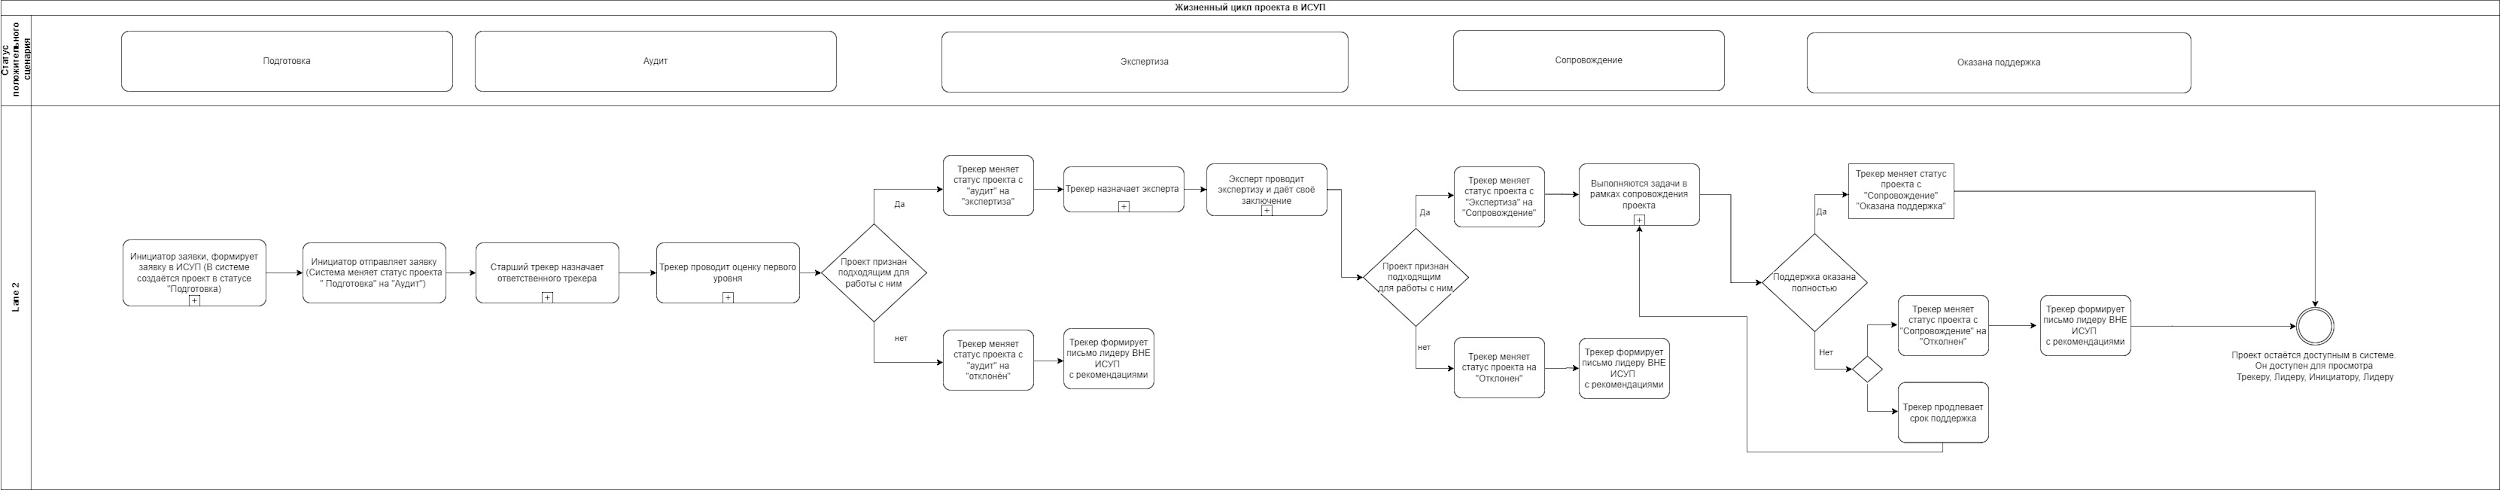 Жизненный цикл проекта в ИСУП
Статус
положительного
сценария
Подготовка
Аудит
Экспертиза
Сопровождение
Оказана поддержка
Lane 2
Инициатор заявки, формирует
заявку в ИСУП (В системе
создаётся проект в статусе
"Подготовка)
Инициатор отправляет заявку
(Система меняет статус проекта
" Подготовка" на "Аудит")
Старший трекер назначает
ответственного трекера
Трекер проводит оценку первого
уровня
Проект признан
подходящим для
работы с ним
Да
нет
Трекер меняет
статус проекта с
"аудит" на
"экспертиза"
Трекер назначает эксперта
Эксперт проводит
экспертизу и даёт своё
заключение
Трекер меняет
статус проекта с
"аудит" на
"отклонён"
Трекер формирует
письмо лидеру ВНЕ
ИСУП
с рекомендациями
Проект признан
подходящим
для работы с ним
Да
нет
Трекер меняет
статус проекта с
"Экспертиза" на
"Сопровождение"
Выполняются задачи в
рамках сопровождения
проекта
Трекер меняет
статус проекта на
"Отклонен"
Трекер формирует
письмо лидеру ВНЕ
ИСУП
с рекомендациями
Поддержка оказана
полностью
Да
Нет
Трекер меняет статус
проекта с
"Сопровождение"
"Оказана поддержка"
Трекер меняет
статус проекта с
"Сопровождение" на
"Отколнен"
Трекер формирует
письмо лидеру ВНЕ
ИСУП
с рекомендациями
Трекер продлевает
срок поддержка
Проект остаётся доступным в системе.
Он доступен для просмотра
Трекеру, Лидеру, Инициатору, Лидеру